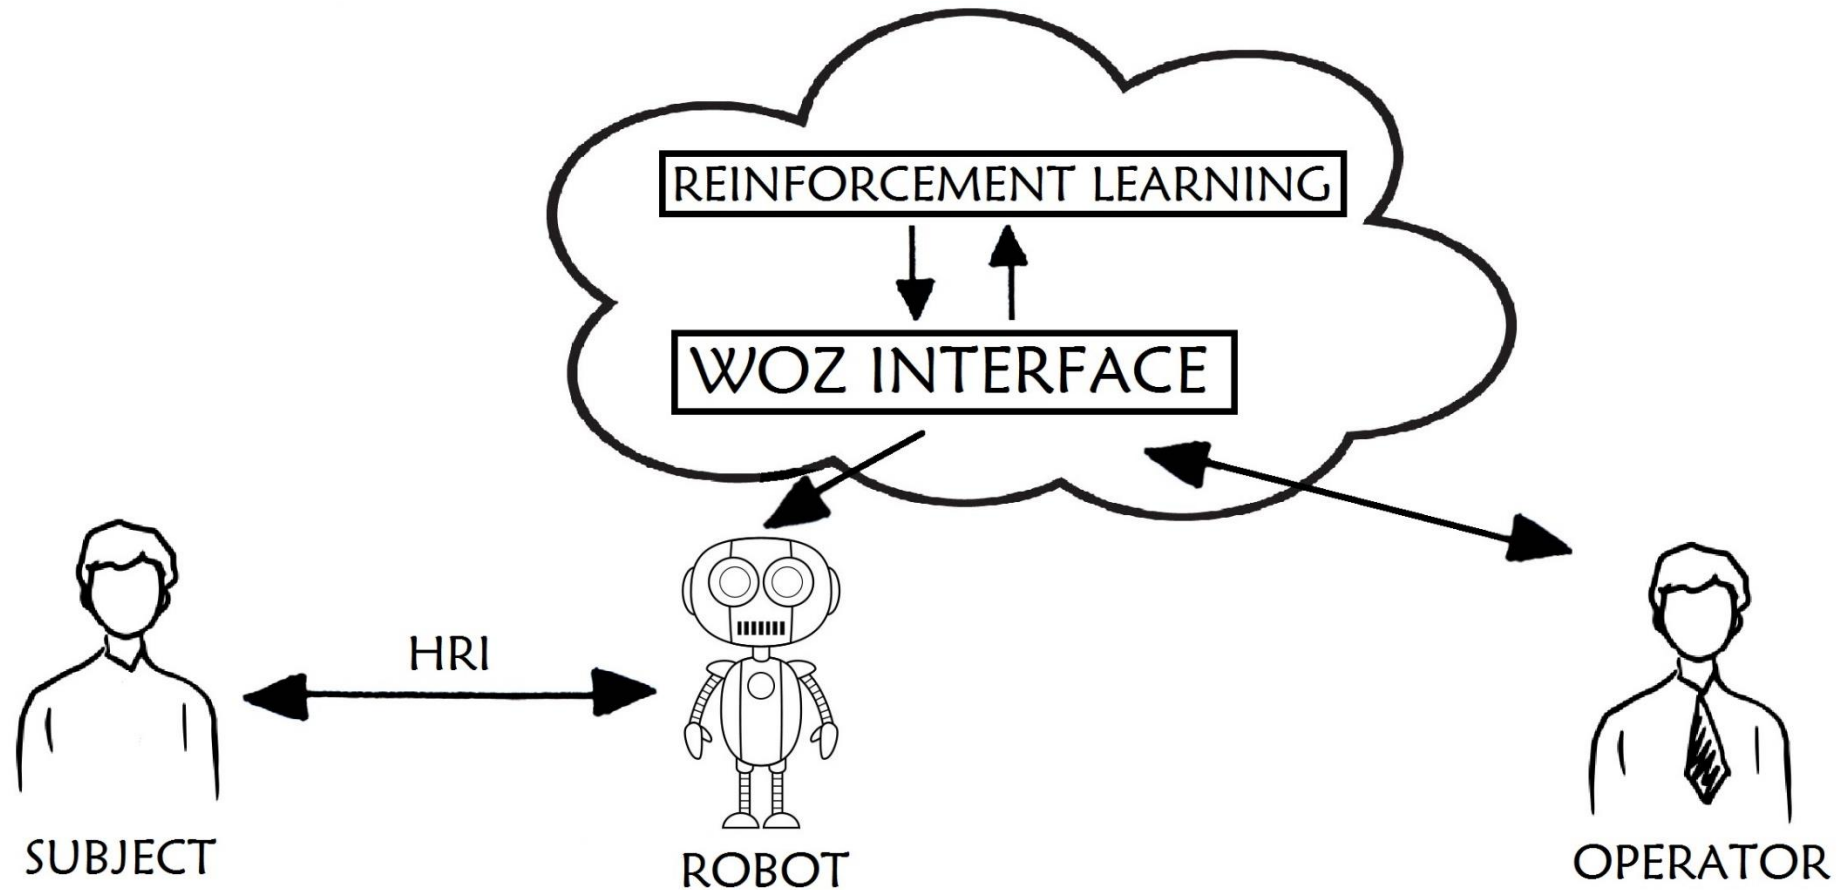 REINFORCEMENT LEARNING
WOZ INTERFACE
HRI
SUBJECT
ROBOT
OPERATOR